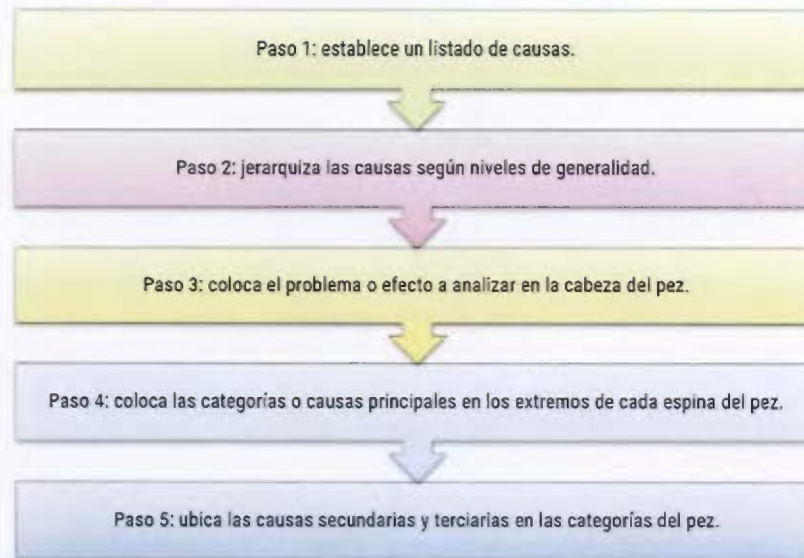 Paso 1: establece un listado de causas.
Paso 2: jerarquiza las causas según niveles de generalidad.
Paso 3: coloca el problema o efecto a analizar en la cabeza del pez.
Paso 4: coloca las categorías o causas principales en los extremos de cada espina del pez.
Paso 5: ubica las causas secundarias y terciarias en las categorías del pez.